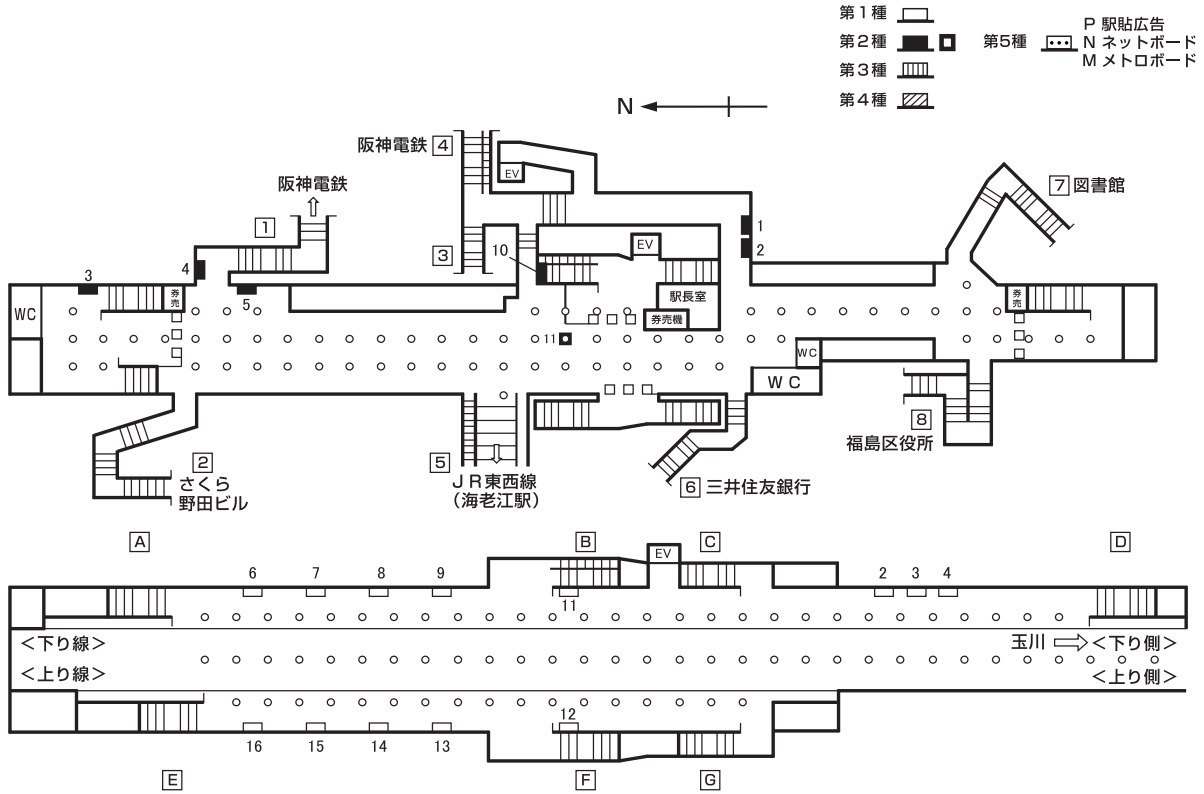 第1種
第2種
第3種
第4種
第5種
P 駅貼広告
N ネットボード
M メトロボード
N
阪神電鉄 4
EV
阪神電鉄
1
7 図書館
3
10
EV
1
2
3
4
5
WC
券売
駅長室
券売機
券売
11
WC
WC
8
福島区役所
2
さくら
野田ビル
5
JR東西線
(海老江駅)
6 三井住友銀行
A
B
EV
C
D
6
7
8
9
11
2
3
4
<下り線>
<上り線>
玉川
<下り側>
<上り側>
16
15
14
13
12
E
F
G